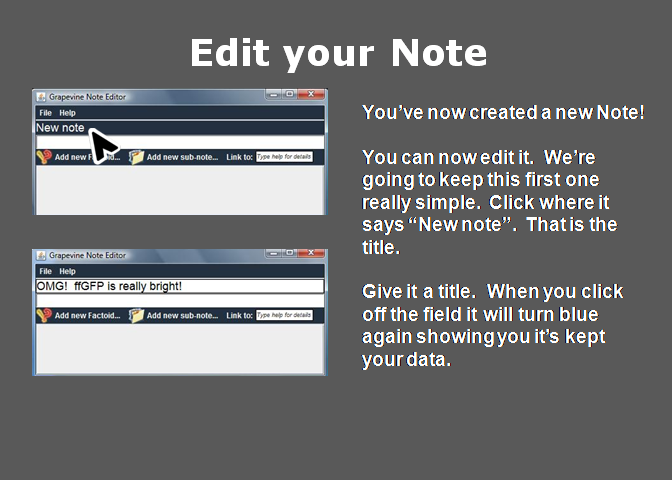 Edit your Note
Grapevine Note Editor
File Help
New note
Add new Factoid... Add new sub-note... Link to: Type help for details
Grapevine Note Editor
File Help
OMG!  ffGFP is really bright!
Add new Factoid... Add new sub-note... Link to: Type help for details
You’ve now created a new Note!
You can now edit it.  We’re
going to keep this first one
really simple.  Click where it
says “New note”.  That is the
title.
Give it a title.  When you click
off the field it will turn blue
again showing you it’s kept
your data.